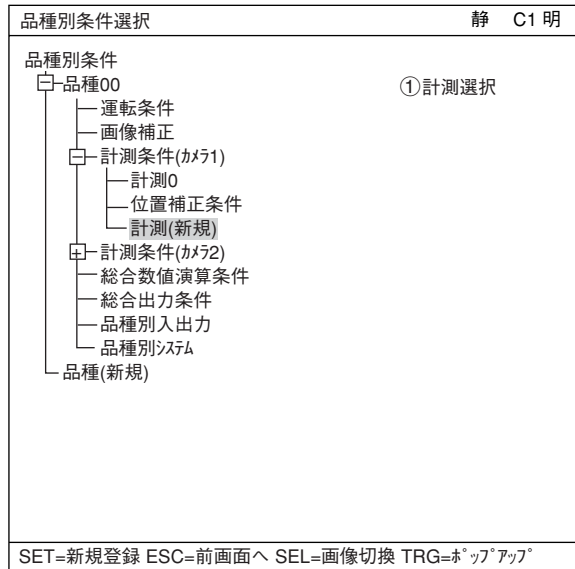 品種別条件選択 静 C1 明
品種別条件
品種00 ①計測選択
運転条件
画像補正
計測条件(ｶﾒﾗ1)
計測0
位置補正条件
計測(新規)
計測条件(ｶﾒﾗ2)
総合数値演算条件
総合出力条件
品種別入出力
品種別ｼｽﾃﾑ
品種(新規)
SET=新規登録 ESC=前画面へ SEL=画像切換 TRG=ﾎﾟｯﾌﾟｱｯﾌﾟ